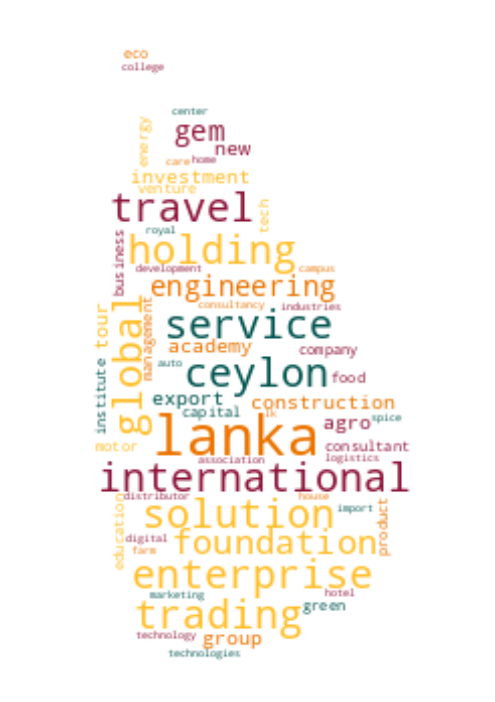 eco
college
center
energy
gem
new
care
home
investment
venture
travel
tech
royal
business
holding
development
campus
engineering
management
consultancy
industries
tour
global
service
academy
company
institute
auto
ceylon
food
export
construction
capital
lk
agro
spice
lanka
motor
consultant
association
logistics
international
distributor
house
education
solution
import
product
digital
foundation
farm
enterprise
marketing
hotel
trading
green
technology
group
technologies